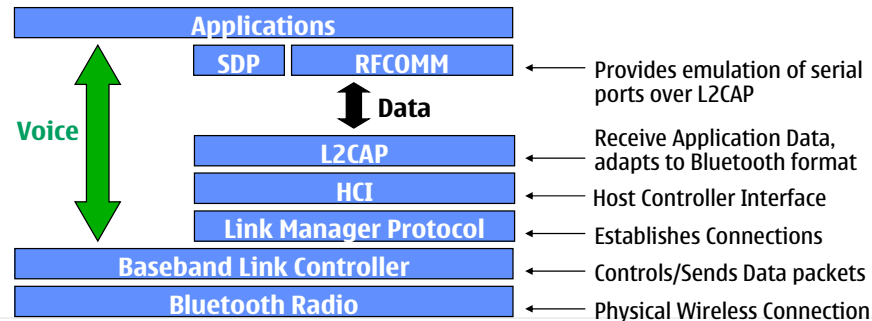 Applications
SDP
RFCOMM
Provides emulation of serial
ports over L2CAP
Data
Voice
Receive Application Data,
adapts to Bluetooth format
L2CAP
HCI
Host Controller Interface
Link Manager Protocol
Establishes Connections
Baseband Link Controller
Controls/Sends Data packets
Bluetooth Radio
Physical Wireless Connection